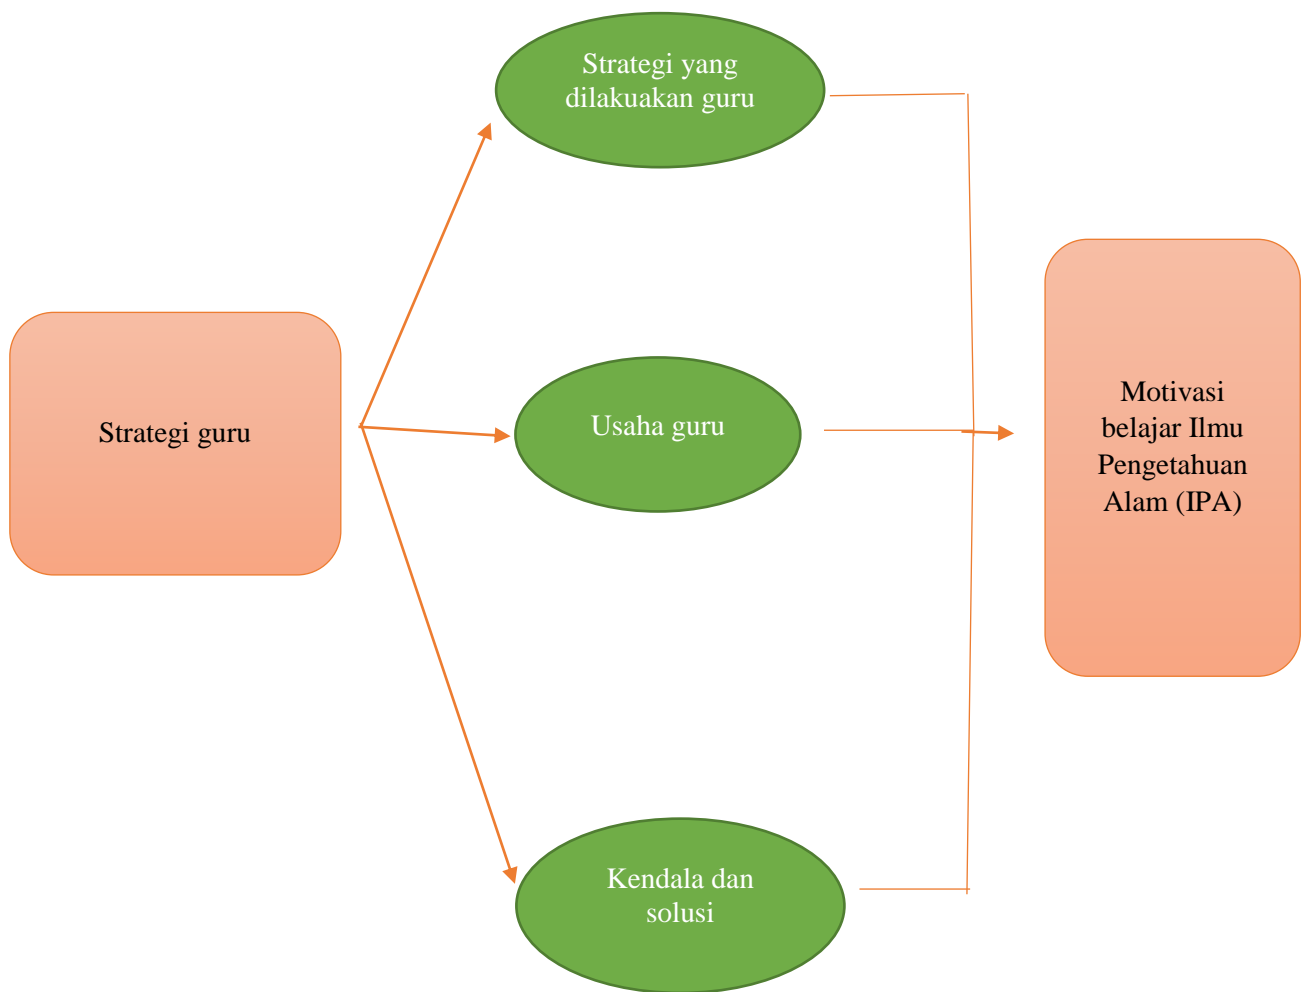 Strategi yang
dilakuakan guru
Strategi guru
Usaha guru
Motivasi
belajar Ilmu
Pengetahuan
Alam (IPA)
Kendala dan
solusi